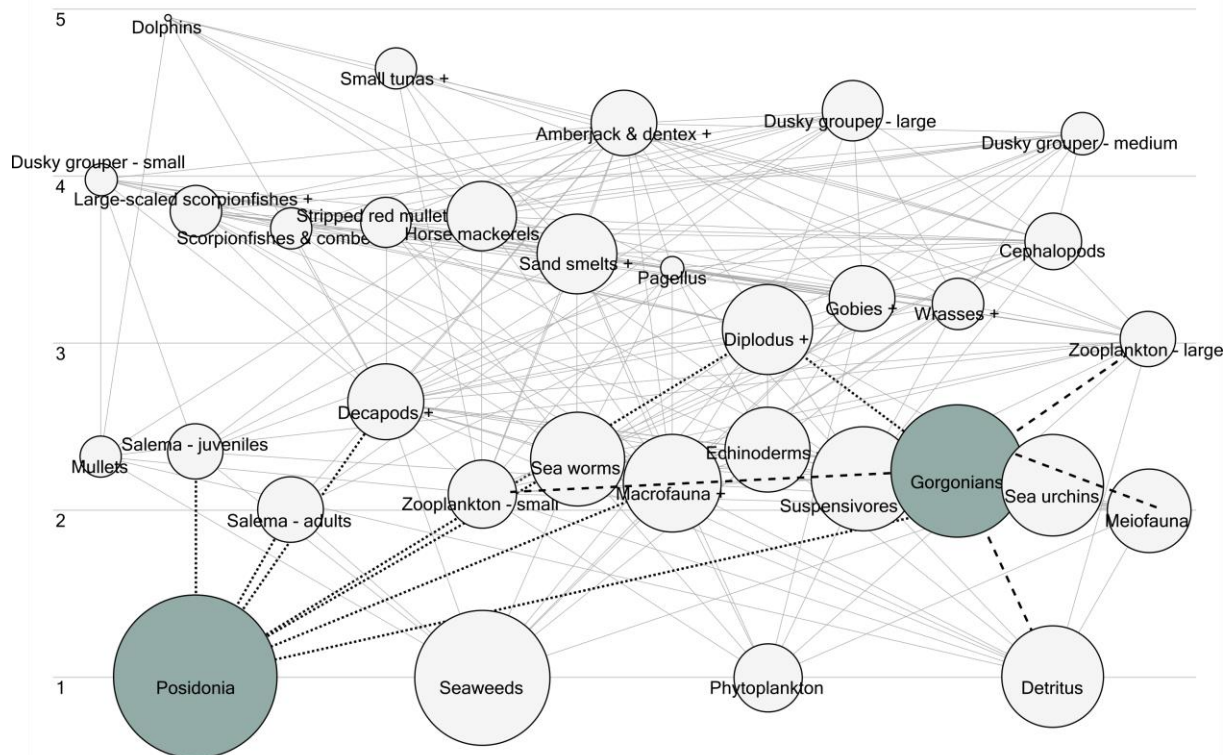 5
Dolphins
Small tunas +
Amberjack & dentex +
Dusky grouper - large
Dusky grouper - medium
Dusky grouper - small
4
Large-scaled scorpionfishes +
Stripped red mullet
Scorpionfishes & combe
Horse mackerels
Sand smelts +
Pagellus
Cephalopods
Gobies +
Wrasses +
Diplodus +
3
Zooplankton - large
Decapods +
Salema - juveniles
Mullets
Sea worms
Echinoderms
Zooplankton - small
Macrofauna +
Suspensivores
Gorgonians
Sea urchins
Meiofauna
2
Salema - adults
1
Posidonia
Seaweeds
Phytoplankton
Detritus